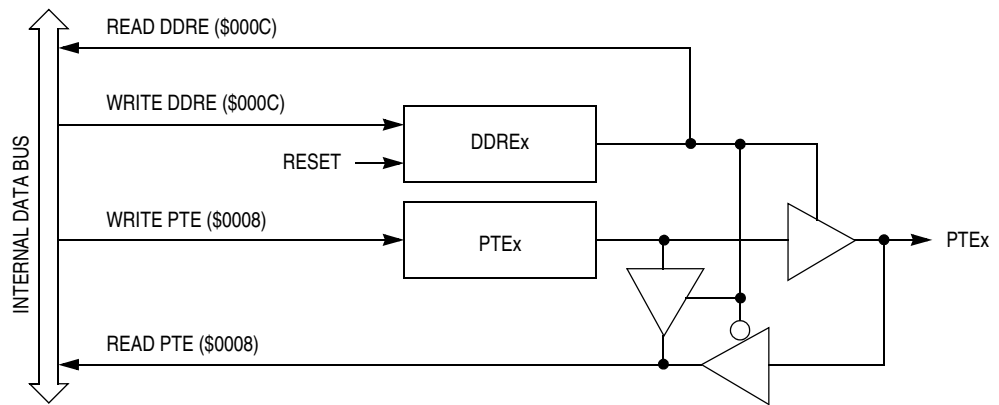 READ DDRE ($000C)
WRITE DDRE ($000C)
DDREx
RESET
INTERNAL DATA BUS
WRITE PTE ($0008)
PTEx
PTEx
READ PTE ($0008)